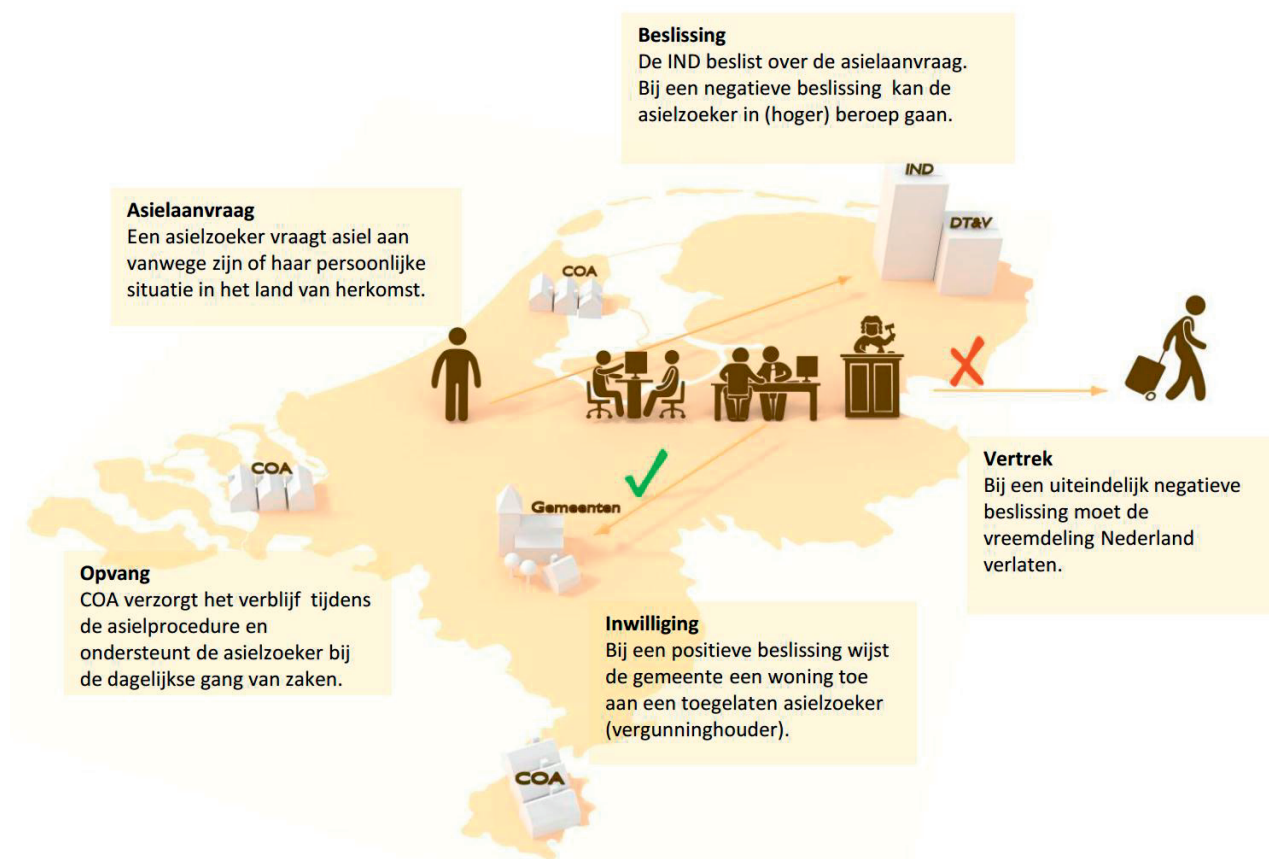 Beslissing
De IND beslist over de asielaanvraag.
Bij een negatieve beslissing kan de
asielzoeker in (hoger) beroep gaan.
IND
DT&V
Asielaanvraag
Een asielzoeker vraagt asiel aan
vanwege zijn of haar persoonlijke
situatie in het land van herkomst.
COA
COA
Gemeenten
Vertrek
Bij een uiteindelijk negatieve
beslissing moet de
vreemdeling Nederland
verlaten.
Opvang
COA verzorgt het verblijf tijdens
de asielprocedure en
ondersteunt de asielzoeker bij
de dagelijkse gang van zaken.
Inwilliging
Bij een positieve beslissing wijst
de gemeente een woning toe
aan een toegelaten asielzoeker
(vergunninghouder).
COA